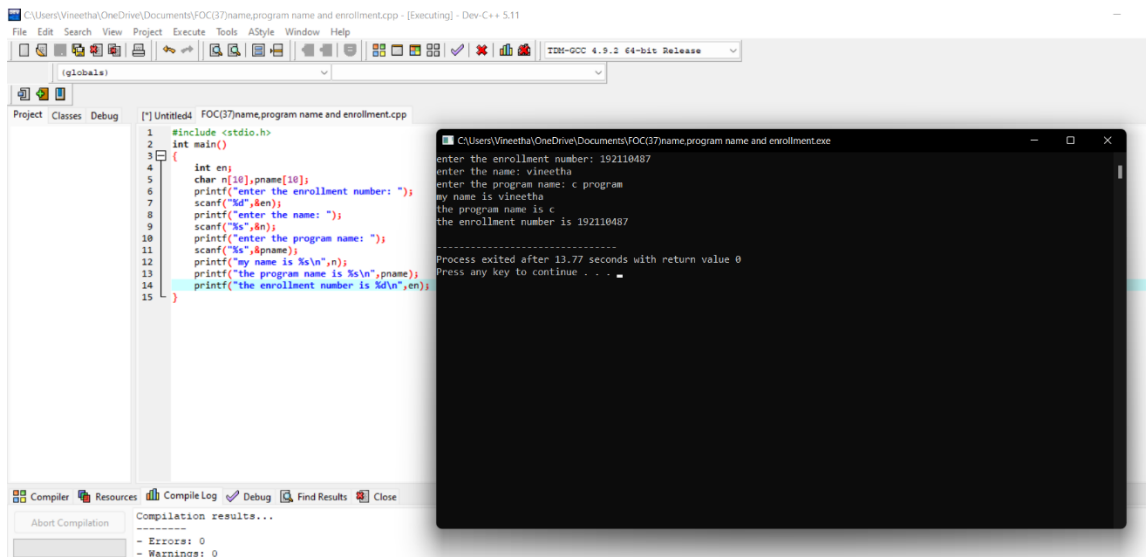 C:\Users\Vineetha\OneDrive\Documents\FOC(37)name,program name and enrollment.cpp - [Executing] - Dev-C++ 5.11
File Edit Search View Project Execute Tools AStyle Window Help
TDM-GCC 4.9.2 64-bit Release
(globals)
Project Classes Debug
[*] Untitled4 FOC(37)name,program name and enrollment.cpp
1 #include <stdio.h>
2 int main()
3 {
4 int en;
5 char n[10],pname[10];
6 printf("enter the enrollment number: ");
7 scanf("%d",&en);
8 printf("enter the name: ");
9 scanf("%s",&n);
10 printf("enter the program name: ");
11 scanf("%s",&pname);
12 printf("my name is %s\n",n);
13 printf("the program name is %s\n",pname);
14 printf("the enrollment number is %d\n",en);
15 }
C:\Users\Vineetha\OneDrive\Documents\FOC(37)name,program name and enrollment.exe
enter the enrollment number: 192110487
enter the name: vineetha
enter the program name: c program
my name is vineetha
the program name is c
the enrollment number is 192110487
--------------------------------
Process exited after 13.77 seconds with return value 0
Press any key to continue . . .
Compiler Resources Compile Log Debug Find Results Close
Abort Compilation
Compilation results...
--------
- Errors: 0
- Warnings: 0